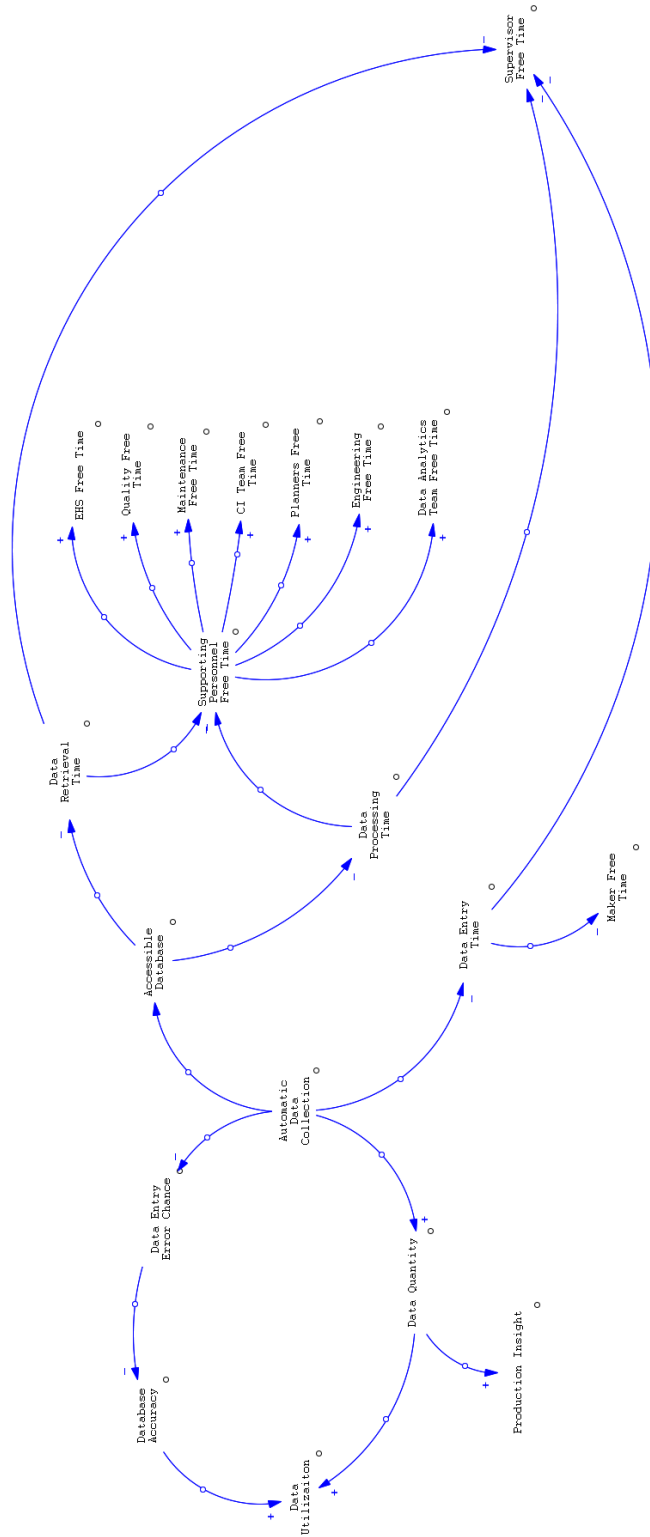 Supervisor
Free Time
EHS Free Time
Quality Free
Time
Maintenance
Free Time
CI Team Free
Time
Planners Free
Time
Engineering
Free Time
Data Analytics
Team Free Time
Supporting
Personnel
Free Time
Data
Retrieval
Time
Data
Processing
Time
Accessible
Database
Data Entry
Time
Maker Free
Time
Automatic
Data
Collection
Data Entry
Error Chance
Data Quantity
Production Insight
Database
Accuracy
Data
Utilizaiton